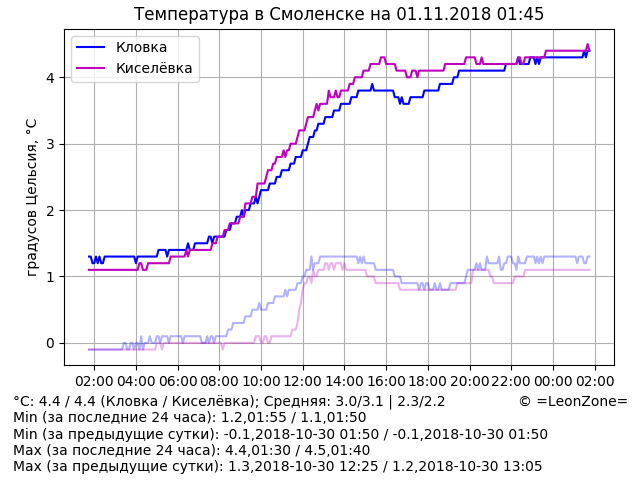 Температура в Смоленске на 01.11.2018 01:45
Кловка
Киселёвка
градусов Цельсия, °C
4
3
2
1
0
02:00 04:00 06:00 08:00 10:00 12:00 14:00 16:00 18:00 20:00 22:00 00:00 02:00
°C: 4.4 / 4.4 (Кловка / Киселёвка); Средняя: 3.0/3.1 | 2.3/2.2 © =LeonZone=
Min (за последние 24 часа): 1.2,01:55 / 1.1,01:50
Min (за предыдущие сутки): -0.1,2018-10-30 01:50 / -0.1,2018-10-30 01:50
Max (за последние 24 часа): 4.4,01:30 / 4.5,01:40
Max (за предыдущие сутки): 1.3,2018-10-30 12:25 / 1.2,2018-10-30 13:05